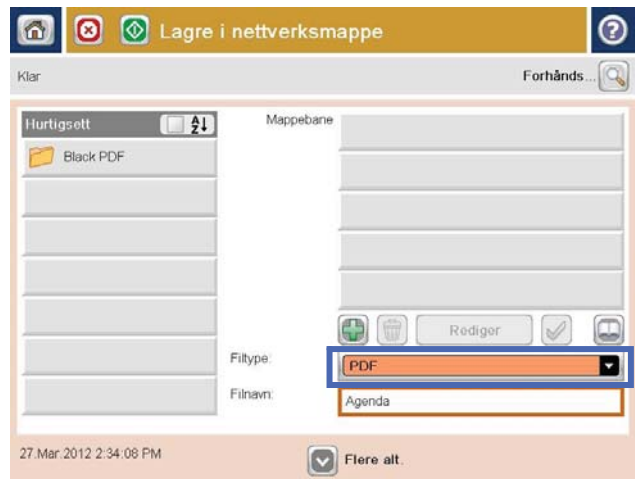 Lagre i nettverksmappe
Klar
Forhånds...
Hurtigsett
Mappebane
Black PDF
Rediger
Filtype:
PDF
Filnavn:
Agenda
27.Mar.2012 2:34:08 PM
Flere alt.